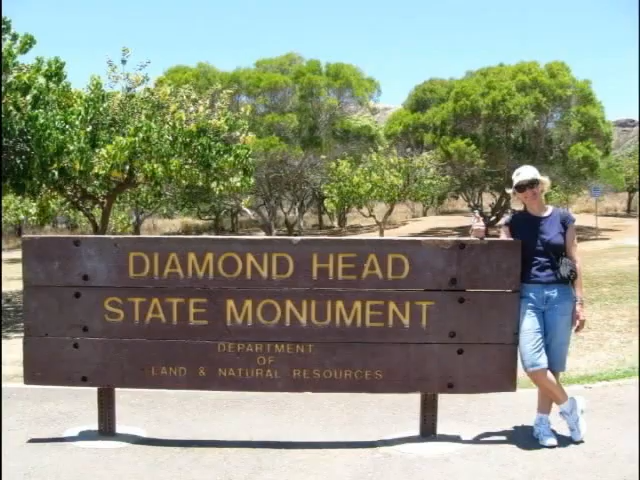 DIAMOND HEAD
STATE MONUMENT
DEPARTMENT
OF
LAND & NATURAL RESOURCES